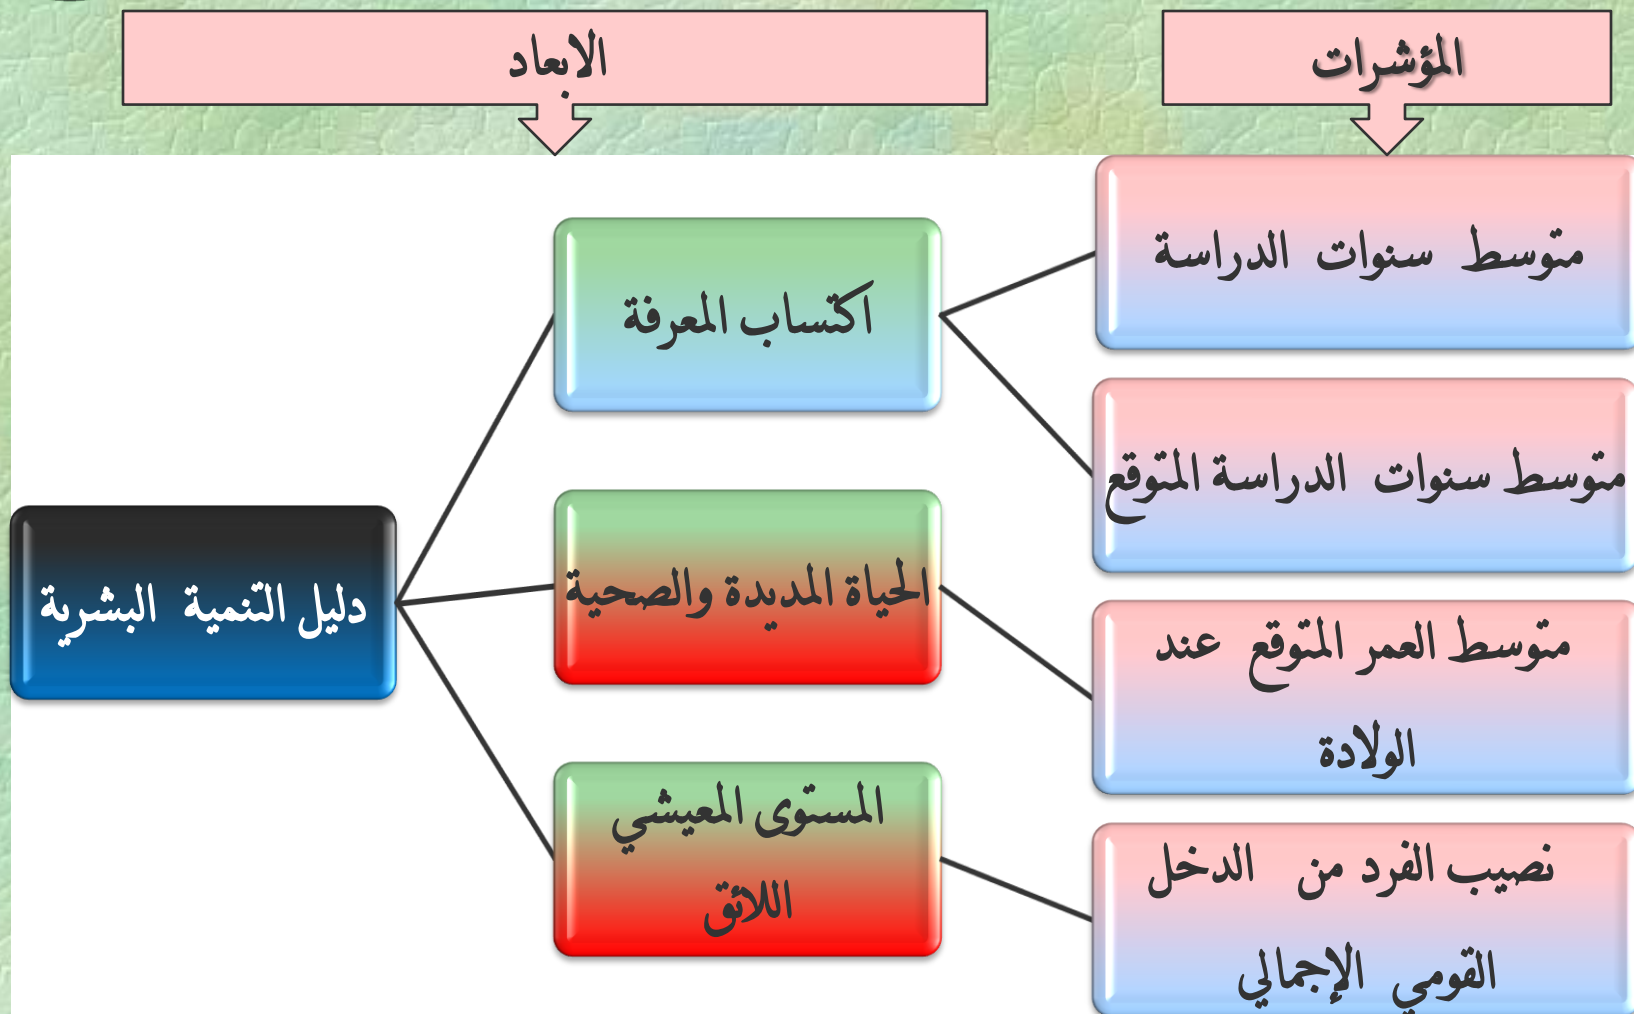 المؤشرات
الابعاد
متوسط سنوات الدراسة
متوسط سنوات الدراسة المتوقع
متوسط العمر المتوقع عند
الولادة
نصيب الفرد من الدخل
القومي الإجمالي
اكتساب المعرفة
الحياة المديدة والصحية
المستوى المعيشي
اللائق
دليل التنمية البشرية